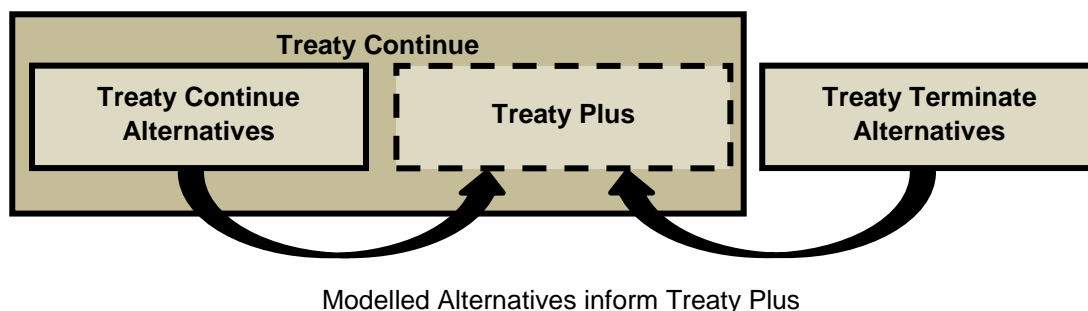 Treaty Continue
Treaty Continue
Alternatives
Treaty Plus
Treaty Terminate
Alternatives
Modelled Alternatives inform Treaty Plus